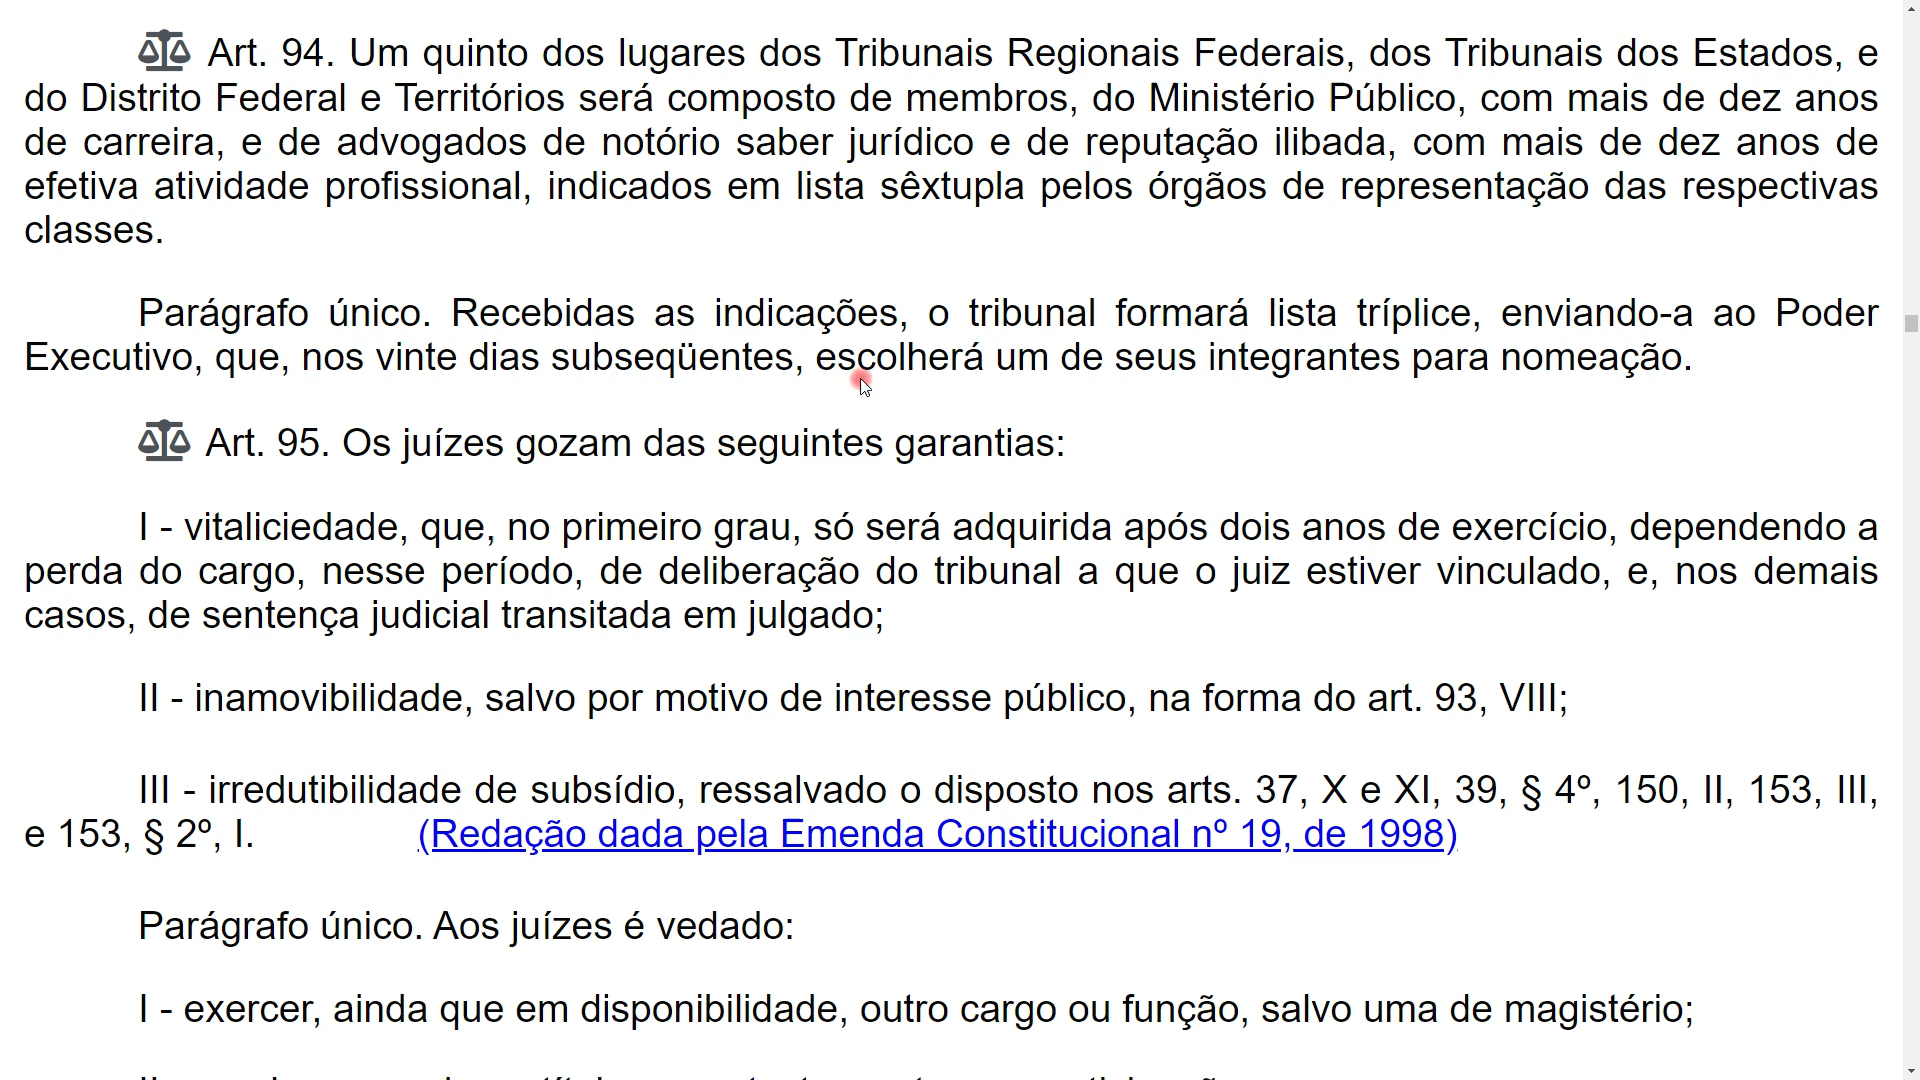 Art. 94. Um quinto dos lugares dos Tribunais Regionais Federais, dos Tribunais dos Estados, e
do Distrito Federal e Territórios será composto de membros, do Ministério Público, com mais de dez anos
de carreira, e de advogados de notório saber jurídico e de reputação ilibada, com mais de dez anos de
efetiva atividade profissional, indicados em lista sêxtupla pelos órgãos de representação das respectivas
classes.
Parágrafo único. Recebidas as indicações, o tribunal formará lista tríplice, enviando-a ao Poder
Executivo, que, nos vinte dias subseqüentes, escolherá um de seus integrantes para nomeação.
Art. 95. Os juízes gozam das seguintes garantias:
I - vitaliciedade, que, no primeiro grau, só será adquirida após dois anos de exercício, dependendo a
perda do cargo, nesse período, de deliberação do tribunal a que o juiz estiver vinculado, e, nos demais
casos, de sentença judicial transitada em julgado;
II - inamovibilidade, salvo por motivo de interesse público, na forma do art. 93, VIII;
III - irredutibilidade de subsídio, ressalvado o disposto nos arts. 37, X e XI, 39, § 4º, 150, II, 153, III,
e 153, § 2º, I. (Redação dada pela Emenda Constitucional nº 19, de 1998)
Parágrafo único. Aos juízes é vedado:
I - exercer, ainda que em disponibilidade, outro cargo ou função, salvo uma de magistério;